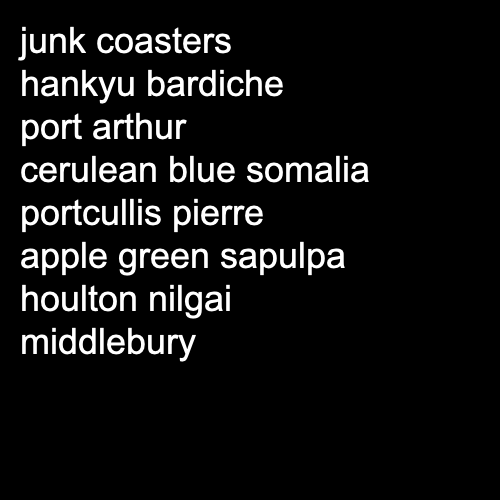 junk coasters
hankyu bardiche
port arthur
cerulean blue somalia
portcullis pierre
apple green sapulpa
houlton nilgai
middlebury